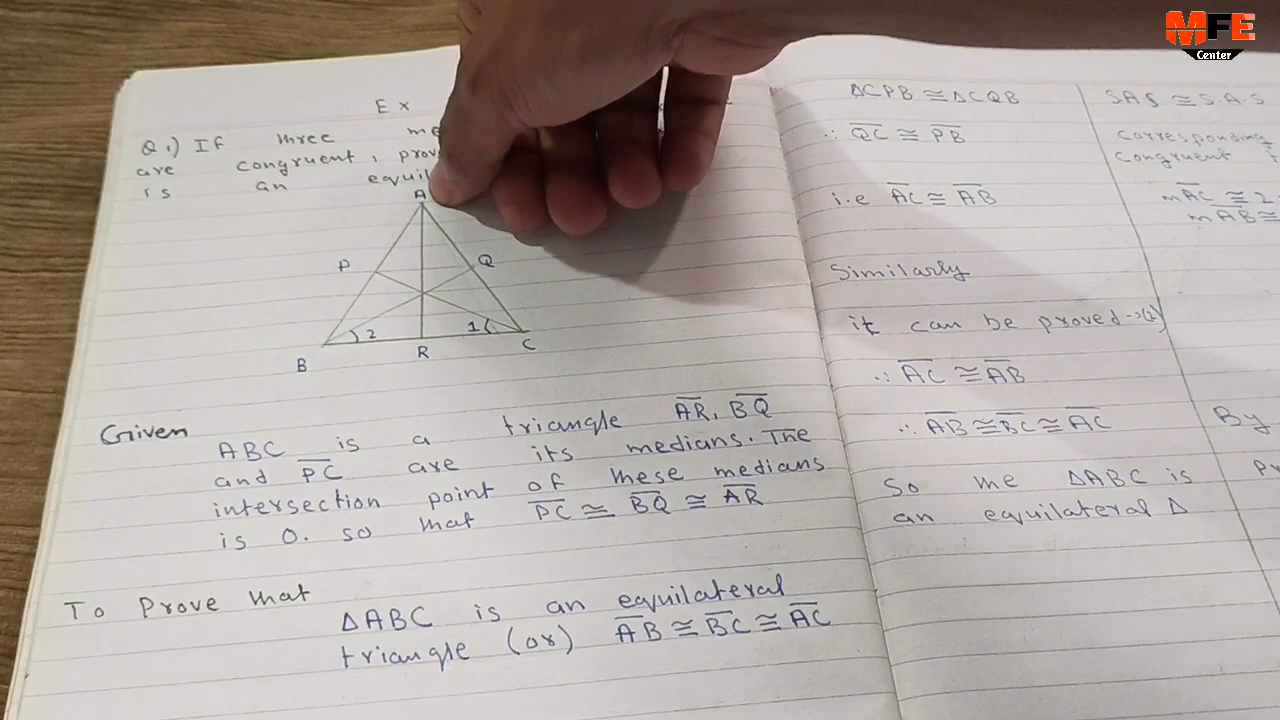 MFE
Center
Ex
Q1) If three
are congruent,
is an
A
P
Q
2
1
B
R
C
Given
ABC is a triangle AR, BQ
and PC are its medians. The
intersection point of these medians
is O. so that PC ≅ BQ ≅ AR
To Prove that
ΔABC is an equilateral
triangle (or) AB ≅ BC ≅ AC
ΔCPB ≅ ΔCQB
∴ QC ≅ PB
i.e AC ≅ AB
Similarly
it can be proved
∴ AC ≅ AB
∴ AB ≅ BC ≅ AC
So the ΔABC is
an equilateral Δ
SAS ≅ S.A.S
Corresponding
Congruent
mAC ≅ 2
mAB ≅
By